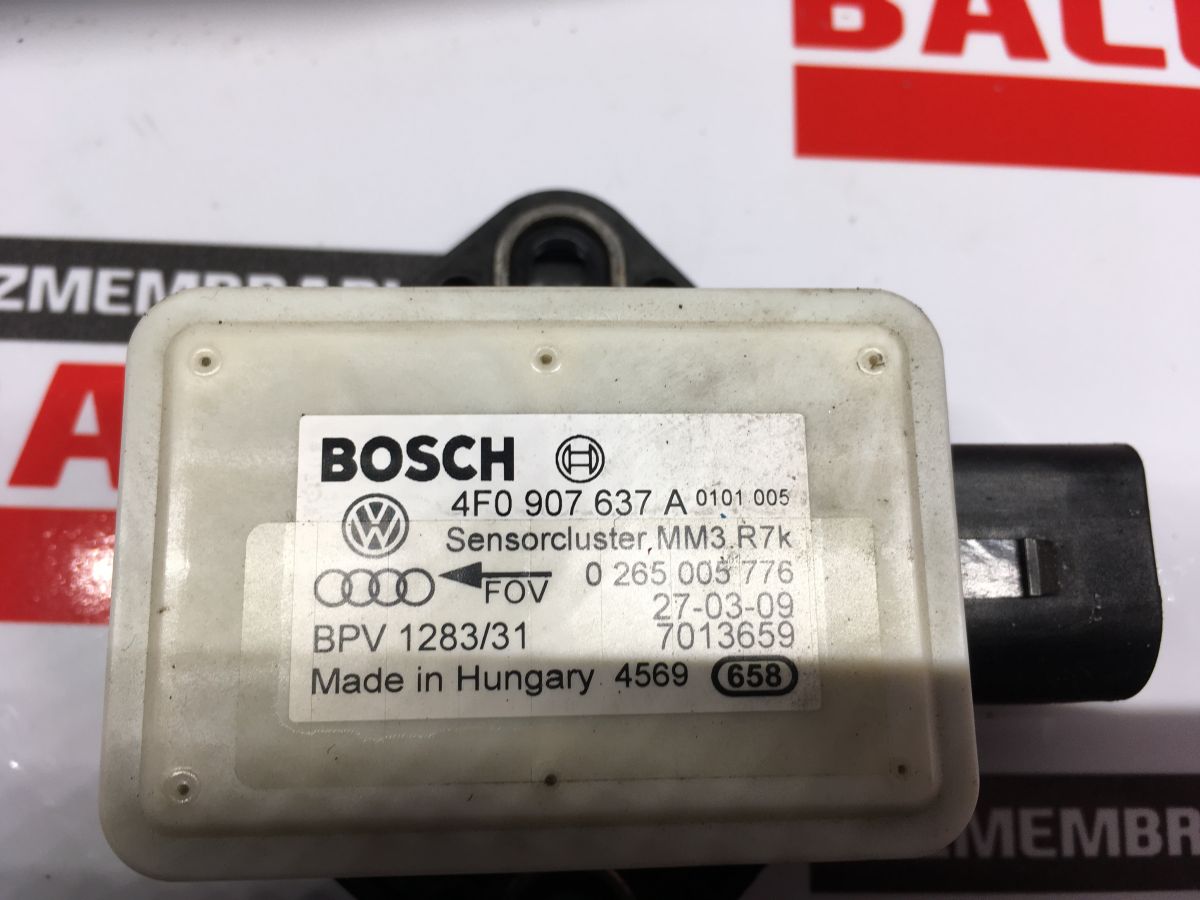 BOSCH
4F0 907 637 A 0101 005
Sensorcluster MM3.R7k
FOV 0 265 005 776
27-03-09
BPV 1283/31 7013659
Made in Hungary 4569 658